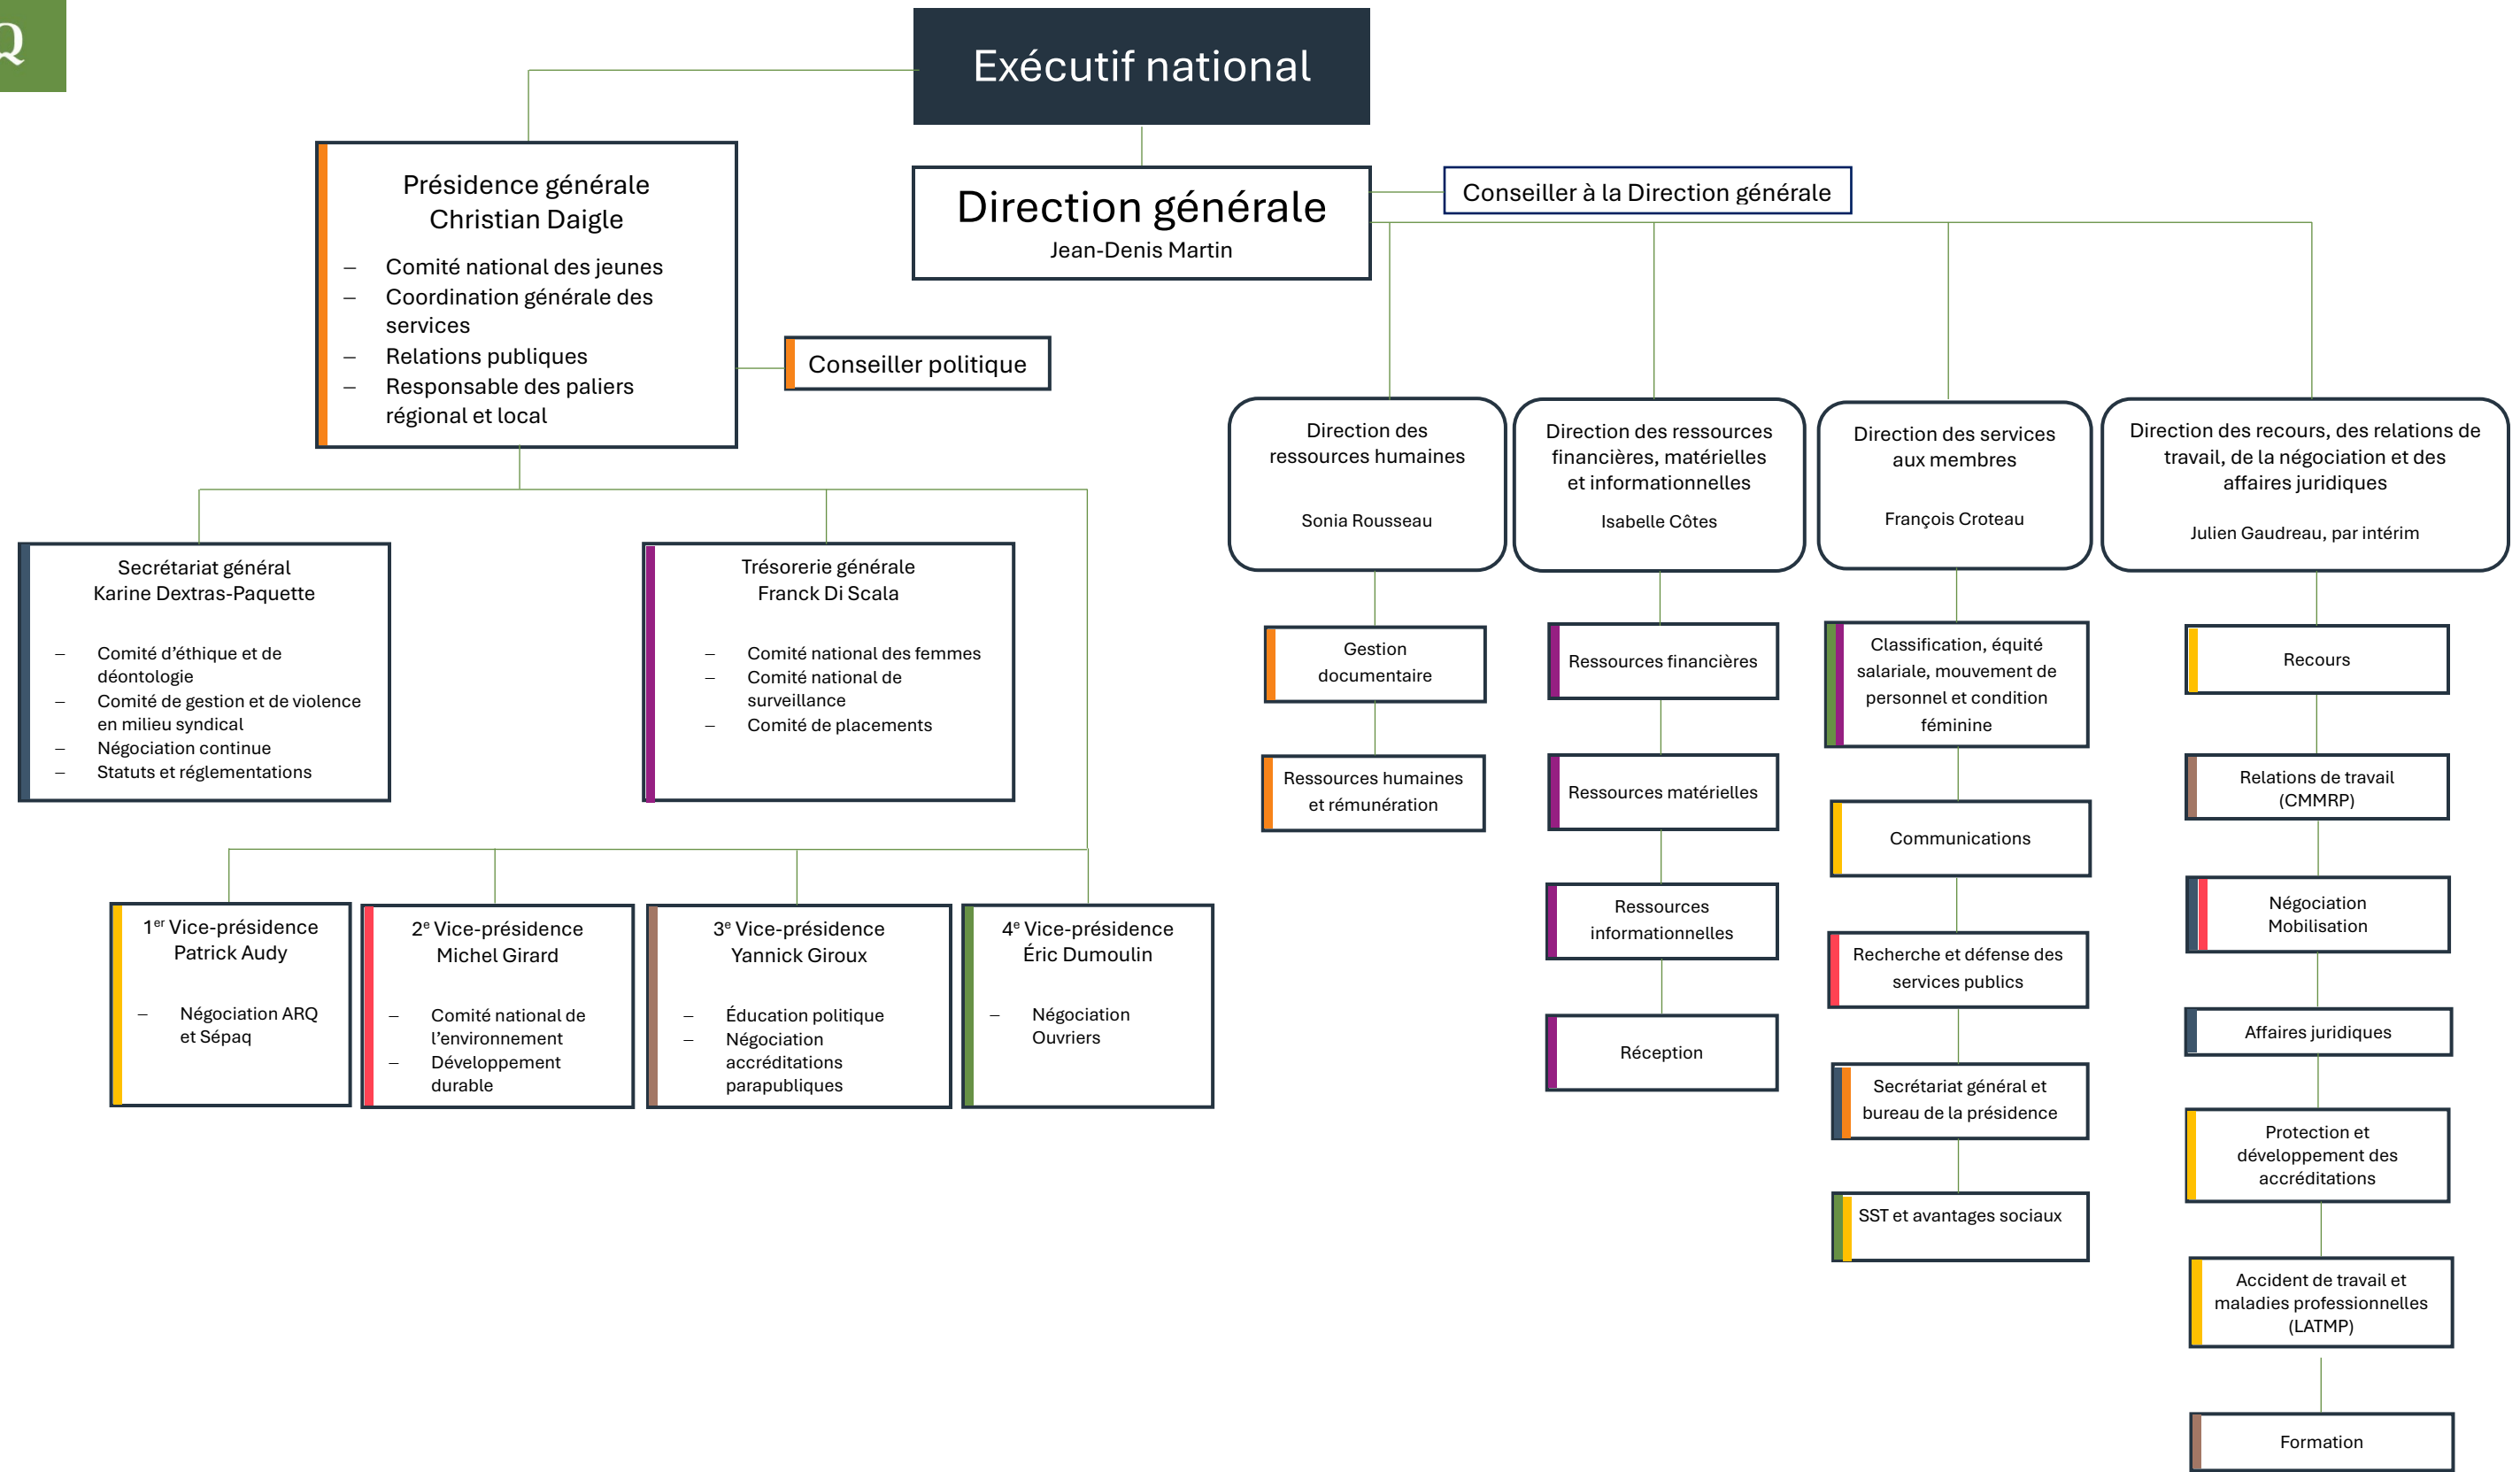 Q
Exécutif national
Présidence générale
Christian Daigle
– Comité national des jeunes
– Coordination générale des
services
– Relations publiques
– Responsable des paliers
régional et local
Direction générale
Jean-Denis Martin
Conseiller à la Direction générale
Conseiller politique
Secrétariat général
Karine Dextras-Paquette
– Comité d’éthique et de
déontologie
– Comité de gestion et de violence
en milieu syndical
– Négociation continue
– Statuts et réglementations
Trésorerie générale
Franck Di Scala
– Comité national des femmes
– Comité national de
surveillance
– Comité de placements
1er Vice-présidence
Patrick Audy
– Négociation ARQ
et Sépaq
2e Vice-présidence
Michel Girard
– Comité national de
l’environnement
– Développement
durable
3e Vice-présidence
Yannick Giroux
– Éducation politique
– Négociation
accréditations
parapubliques
4e Vice-présidence
Éric Dumoulin
– Négociation
Ouvriers
Direction des
ressources humaines
Sonia Rousseau
Gestion
documentaire
Ressources humaines
et rémunération
Direction des ressources
financières, matérielles
et informationnelles
Isabelle Côtes
Ressources financières
Ressources matérielles
Ressources
informationnelles
Réception
Direction des services
aux membres
François Croteau
Classification, équité
salariale, mouvement de
personnel et condition
féminine
Communications
Recherche et défense des
services publics
Secrétariat général et
bureau de la présidence
SST et avantages sociaux
Direction des recours, des relations de
travail, de la négociation et des
affaires juridiques
Julien Gaudreau, par intérim
Recours
Relations de travail
(CMMRP)
Négociation
Mobilisation
Affaires juridiques
Protection et
développement des
accréditations
Accident de travail et
maladies professionnelles
(LATMP)
Formation